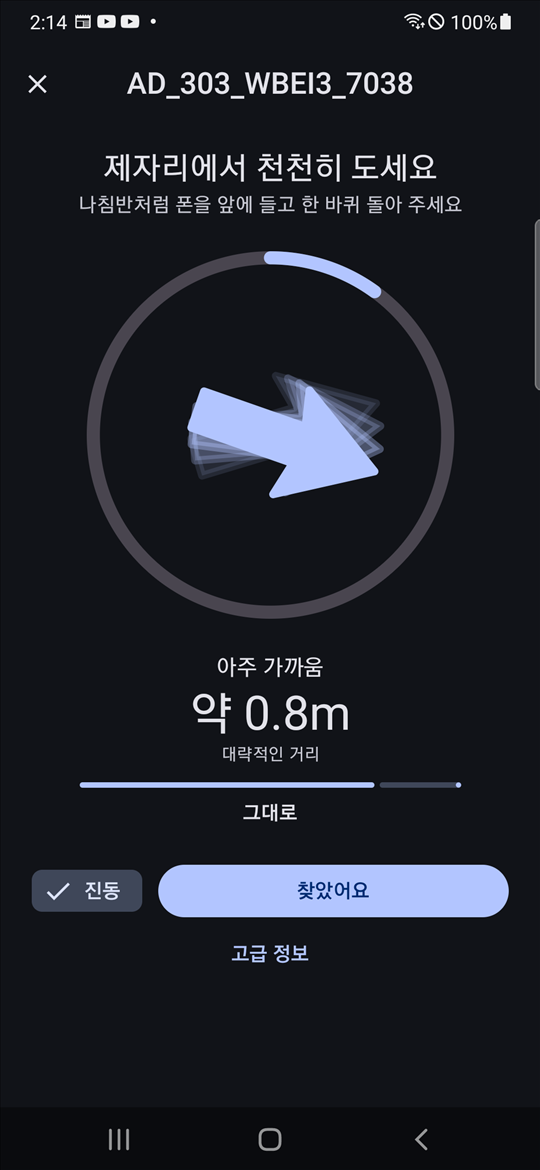 2:14 100%
AD_303_WBEI3_7038
제자리에서 천천히 도세요
나침반처럼 폰을 앞에 들고 한 바퀴 돌아 주세요
아주 가까움
약 0.8m
대략적인 거리
그대로
진동 찾았어요
고급 정보